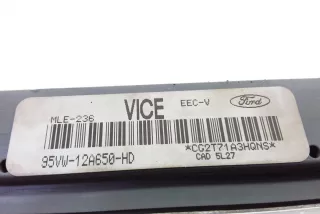 MLE-236 VICE EEC-V Ford
95VW-12A650-HD *CG2T71A3HQNS*
CAD 5L27